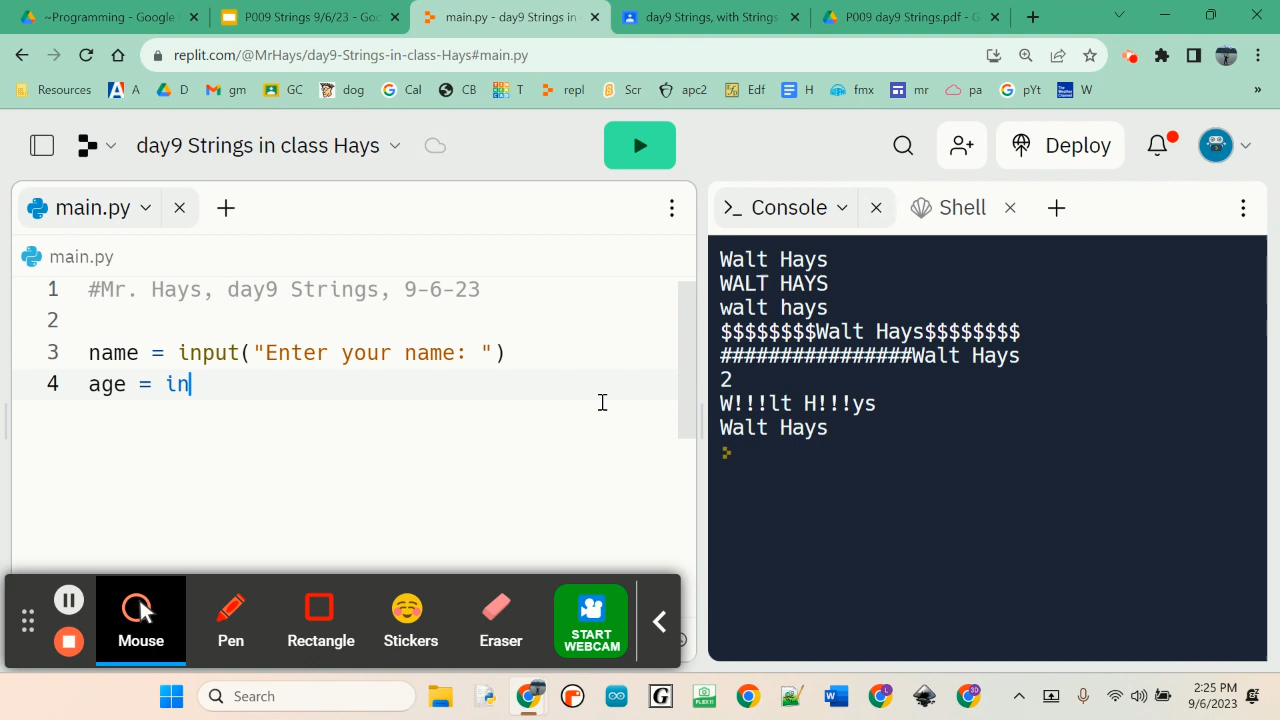 ~Programming - Google
P009 Strings 9/6/23 - Goo
main.py - day9 Strings in
day9 Strings, with Strings
P009 day9 Strings.pdf - G
replit.com/@MrHays/day9-Strings-in-class-Hays#main.py
Resources A D gm GC dog Cal CB T repl Scr apc2 Edf H fmx mr pa pYt W »
day9 Strings in class Hays
Deploy
main.py
Console
Shell
main.py
1 #Mr. Hays, day9 Strings, 9-6-23
2
3 name = input("Enter your name: ")
4 age = in
Walt Hays
WALT HAYS
walt hays
$$$$$$$$Walt Hays$$$$$$$$
################Walt Hays
2
W!!!lt H!!!ys
Walt Hays
Mouse
Pen
Rectangle
Stickers
Eraser
START
WEBCAM
Search
2:25 PM
9/6/2023